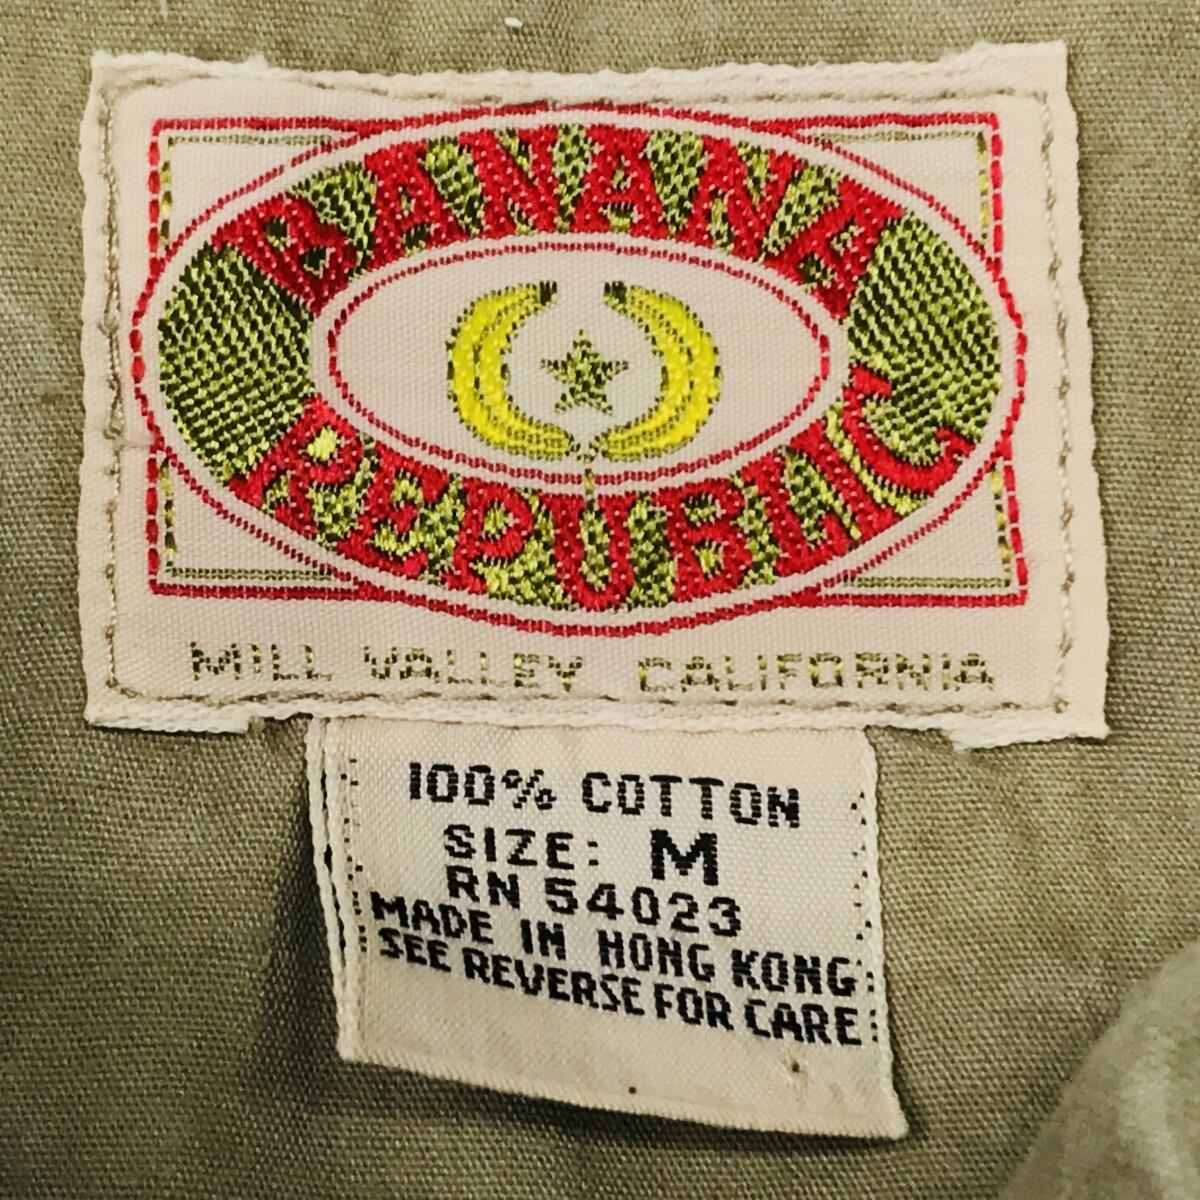 BANANA
REPUBLIC
MILL VALLEY CALIFORNIA
100% COTTON
SIZE: M
RN 54023
MADE IN HONG KONG
SEE REVERSE FOR CARE